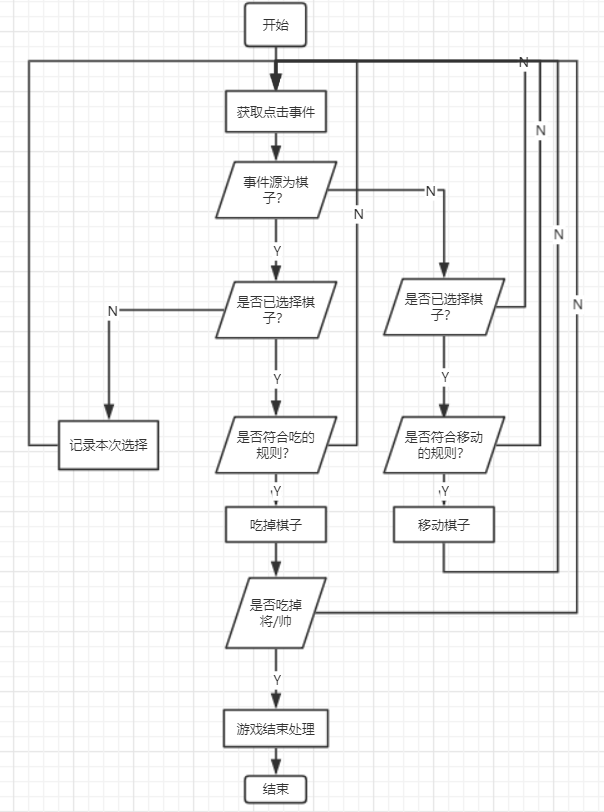 开始
N
获取点击事件
N
事件源为棋
子?
N
N
Y
N
是否已选择棋
子?
是否已选择棋
子?
N
N
Y
Y
记录本次选择
是否符合吃的
规则?
是否符合移动
的规则?
Y
Y
吃掉棋子
移动棋子
是否吃掉
将/帅
Y
游戏结束处理
结束